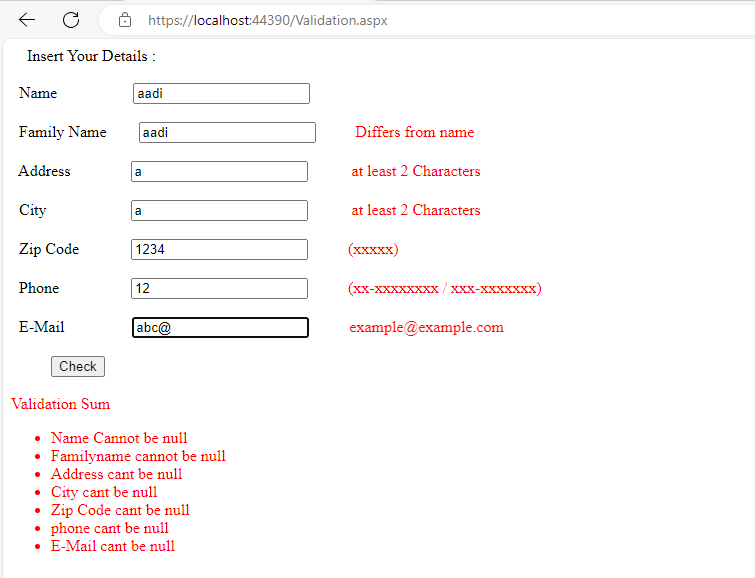 https://localhost:44390/Validation.aspx
Insert Your Details :
Name aadi
Family Name aadi Differs from name
Address a at least 2 Characters
City a at least 2 Characters
Zip Code 1234 (xxxxx)
Phone 12 (xx-xxxxxxxx / xxx-xxxxxxx)
E-Mail abc@ example@example.com
Check
Validation Sum
• Name Cannot be null
• Familyname cannot be null
• Address cant be null
• City cant be null
• Zip Code cant be null
• phone cant be null
• E-Mail cant be null